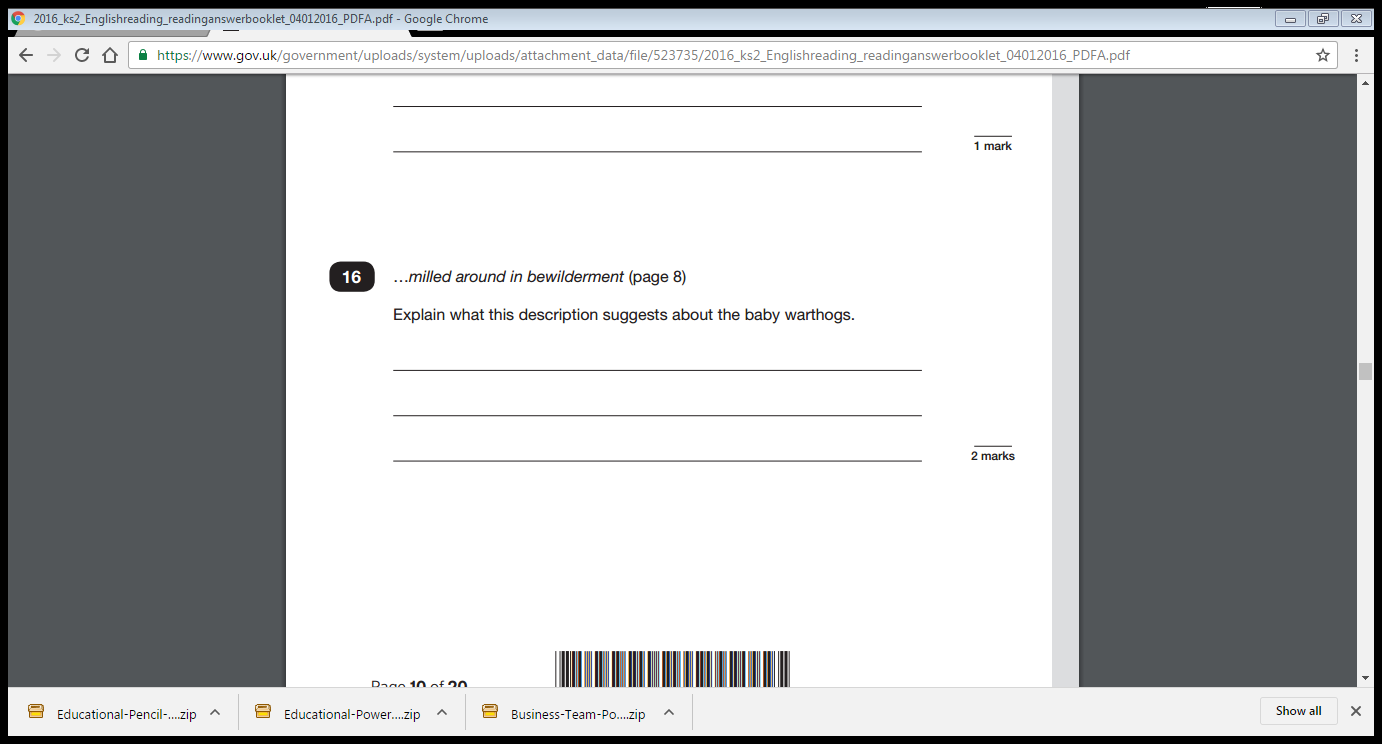 2016_ks2_Englishreading_readinganswerbooklet_04012016_PDFA.pdf - Google Chrome
https://www.gov.uk/government/uploads/system/uploads/attachment_data/file/523735/2016_ks2_Englishreading_readinganswerbooklet_04012016_PDFA.pdf
1 mark
16 ...milled around in bewilderment (page 8)
Explain what this description suggests about the baby warthogs.
2 marks
Page 10 of 20
Educational-Pencil-....zip Educational-Power....zip Business-Team-Po....zip Show all